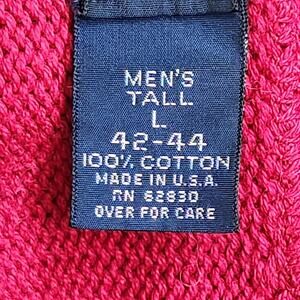 MEN'S
TALL
L
42-44
100% COTTON
MADE IN U.S.A.
RN 62830
OVER FOR CARE